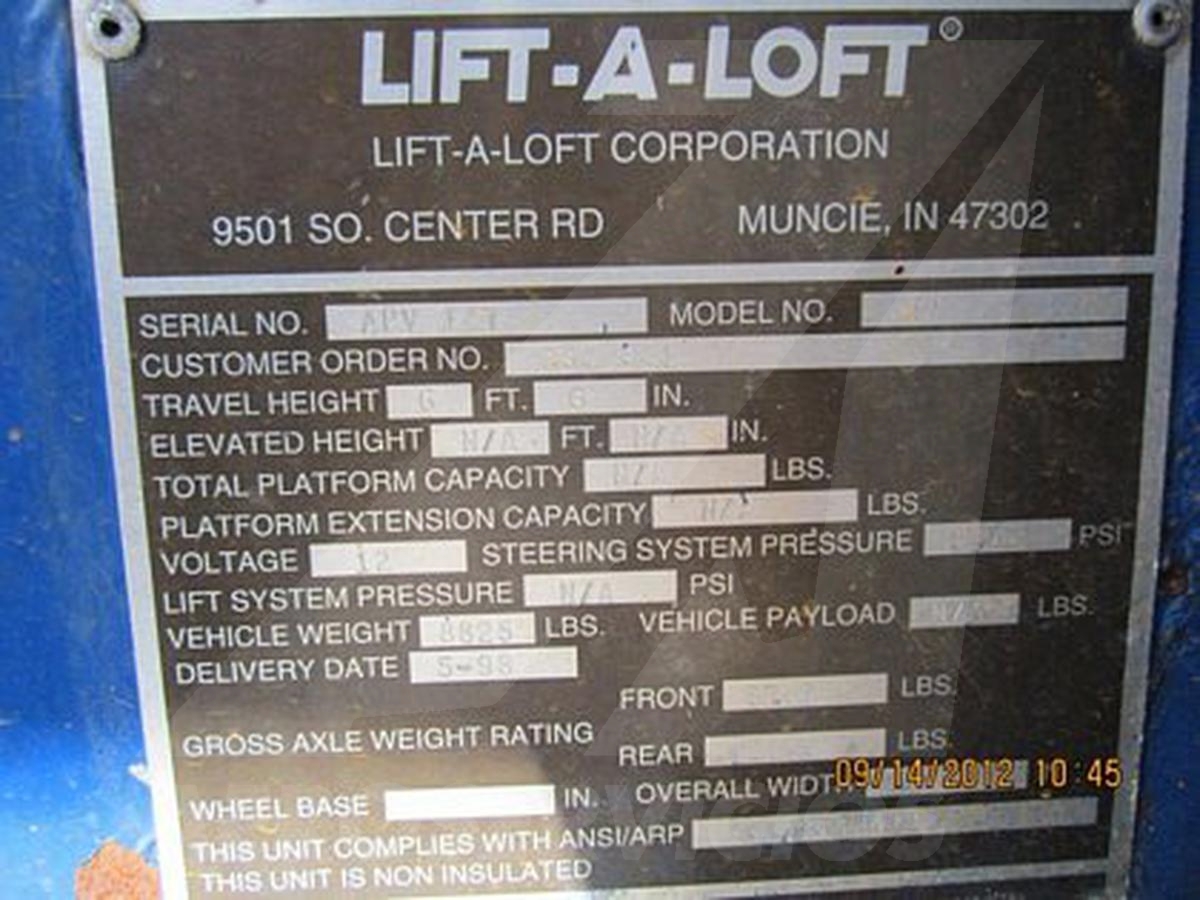 LIFT-A-LOFT®
LIFT-A-LOFT CORPORATION
9501 SO. CENTER RD MUNCIE, IN 47302
SERIAL NO. APV MODEL NO.
CUSTOMER ORDER NO.
TRAVEL HEIGHT 6 FT. 6 IN.
ELEVATED HEIGHT N/A FT. N/A IN.
TOTAL PLATFORM CAPACITY N/A LBS.
PLATFORM EXTENSION CAPACITY N/A LBS.
VOLTAGE 12 STEERING SYSTEM PRESSURE PSI
LIFT SYSTEM PRESSURE N/A PSI
VEHICLE WEIGHT 8825 LBS. VEHICLE PAYLOAD N/A LBS.
DELIVERY DATE 5-98
FRONT LBS.
GROSS AXLE WEIGHT RATING
REAR LBS.
09/14/2012 10:45
WHEEL BASE IN. OVERALL WIDTH
THIS UNIT COMPLIES WITH ANSI/ARP
THIS UNIT IS NON INSULATED